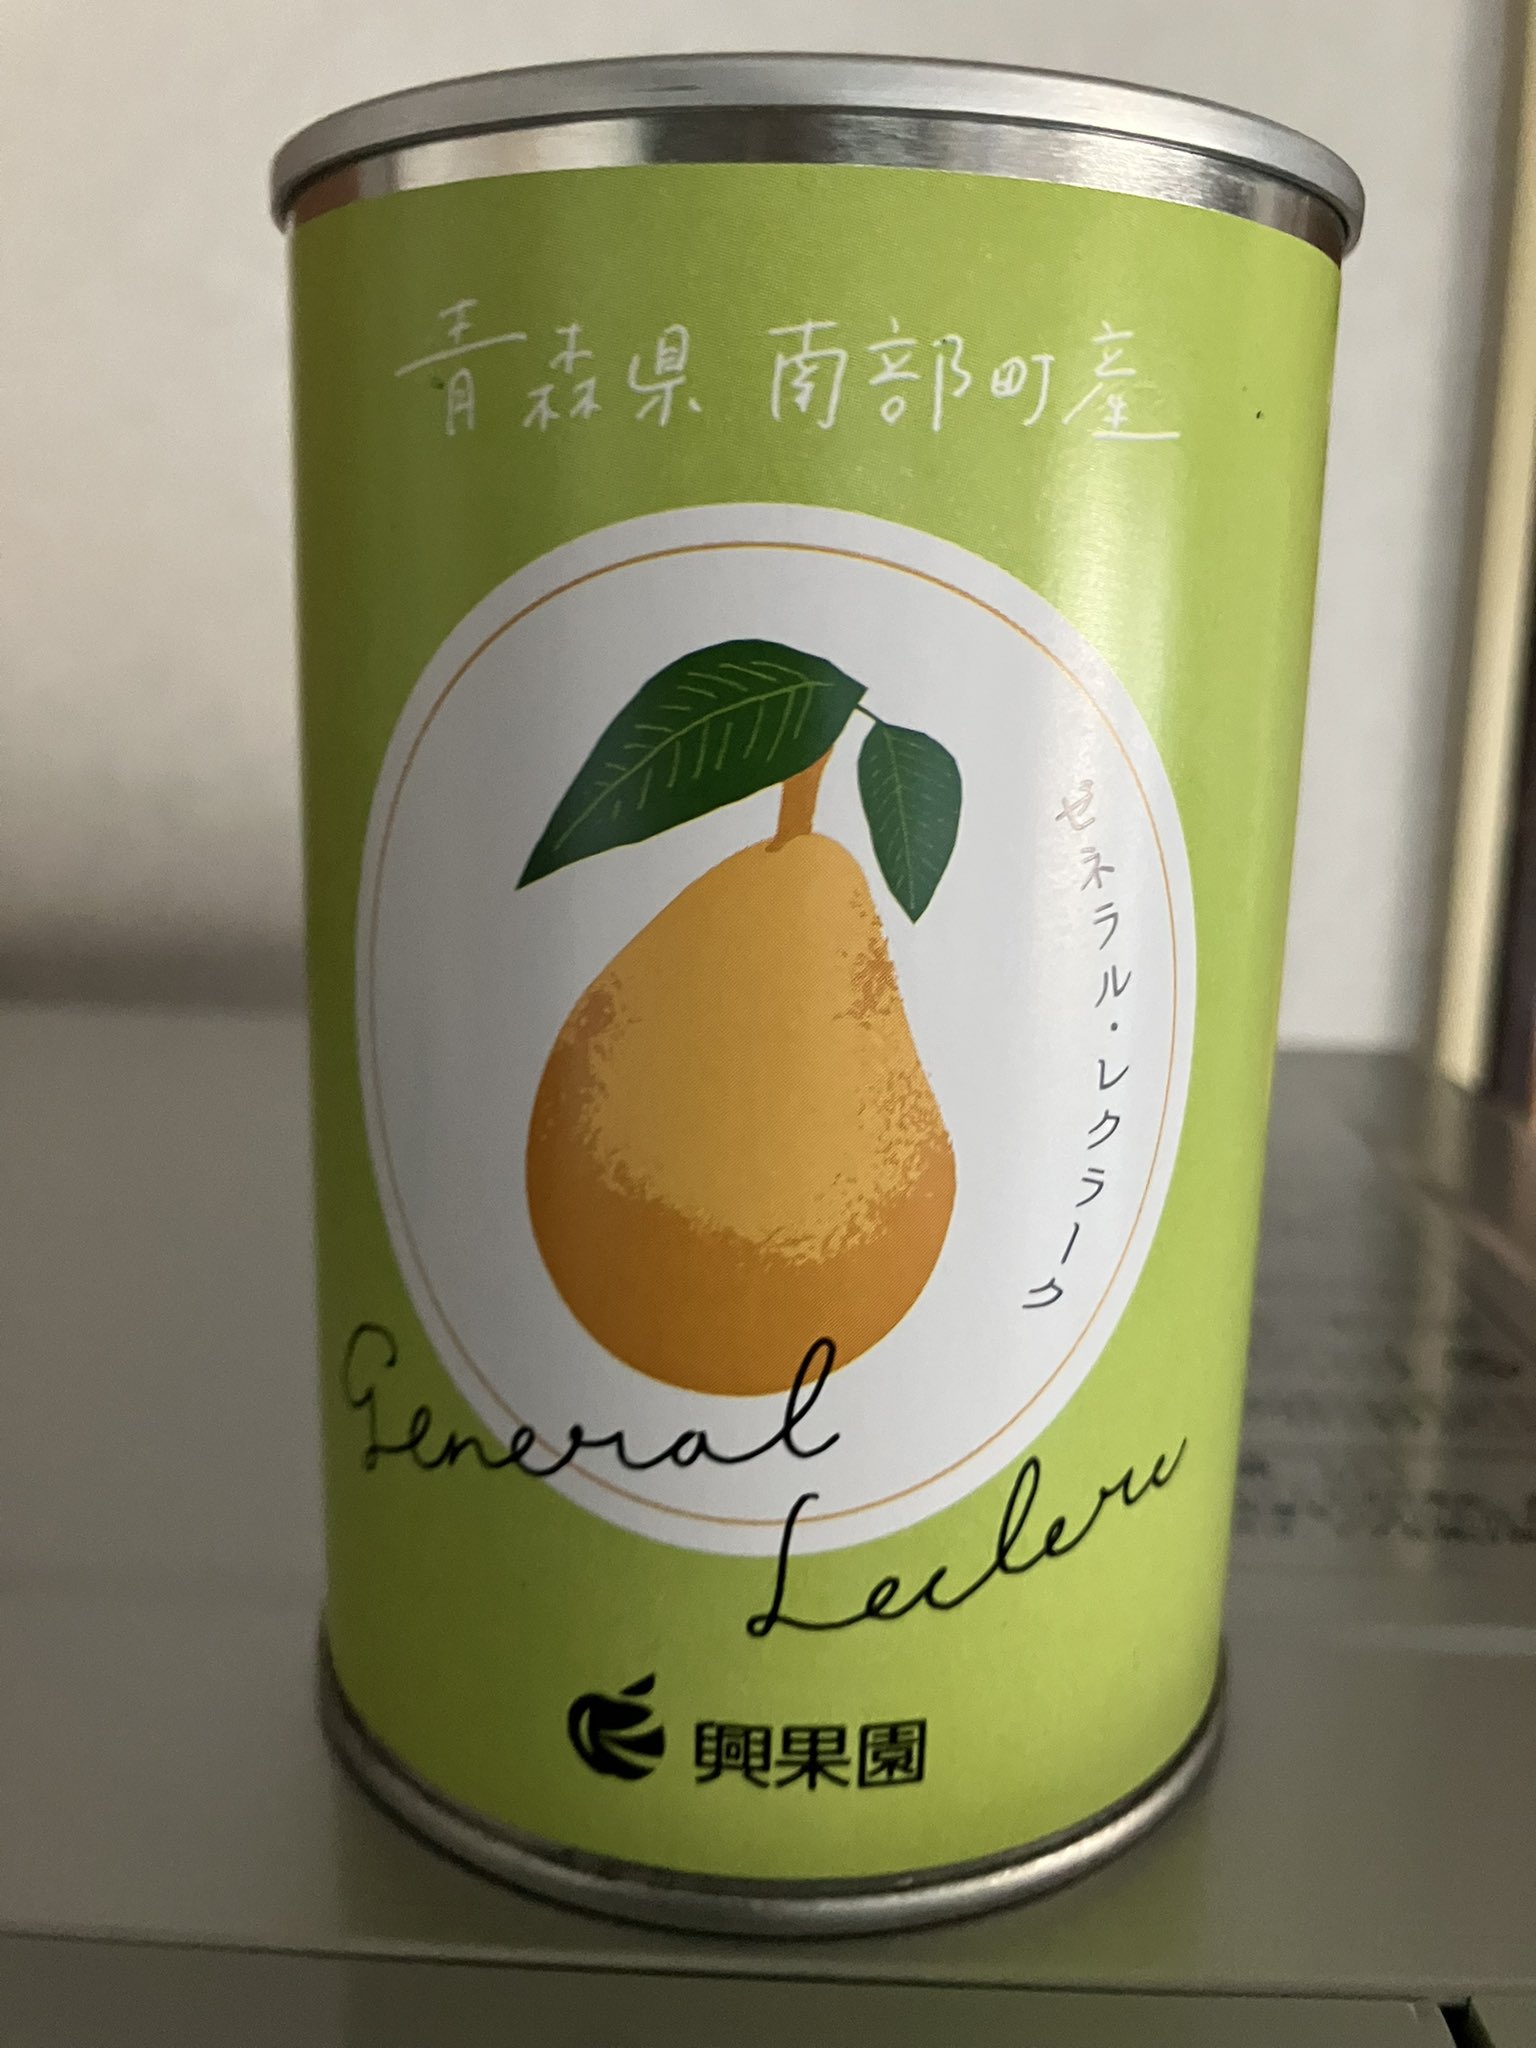 青森県 南部町産
ゼネラル・レクラーク
General
Leclerc
興果園